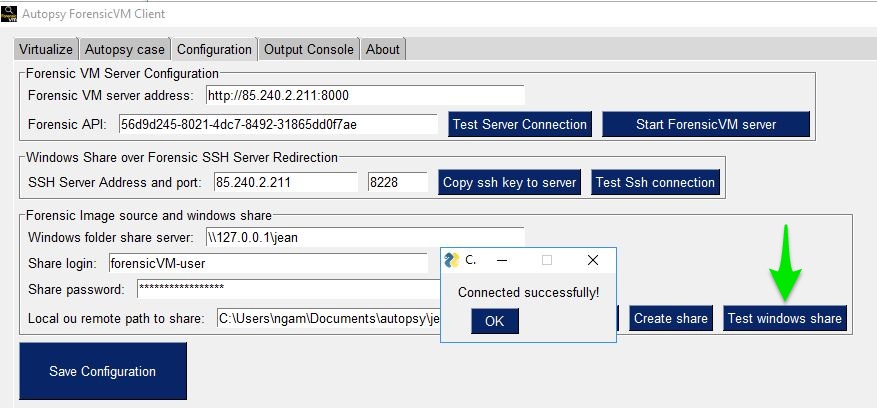 Autopsy ForensicVM Client
Virtualize Autopsy case Configuration Output Console About
Forensic VM Server Configuration
Forensic VM server address: http://85.240.2.211:8000
Forensic API: 56d9d245-8021-4dc7-8492-31865dd0f7ae Test Server Connection Start ForensicVM server
Windows Share over Forensic SSH Server Redirection
SSH Server Address and port: 85.240.2.211 8228 Copy ssh key to server Test Ssh connection
Forensic Image source and windows share
Windows folder share server: \\127.0.0.1\jean
Share login: forensicVM-user
Share password: *****************
Local ou remote path to share: C:\Users\ngam\Documents\autopsy\je Create share Test windows share
C.
Connected successfully!
OK
Save Configuration